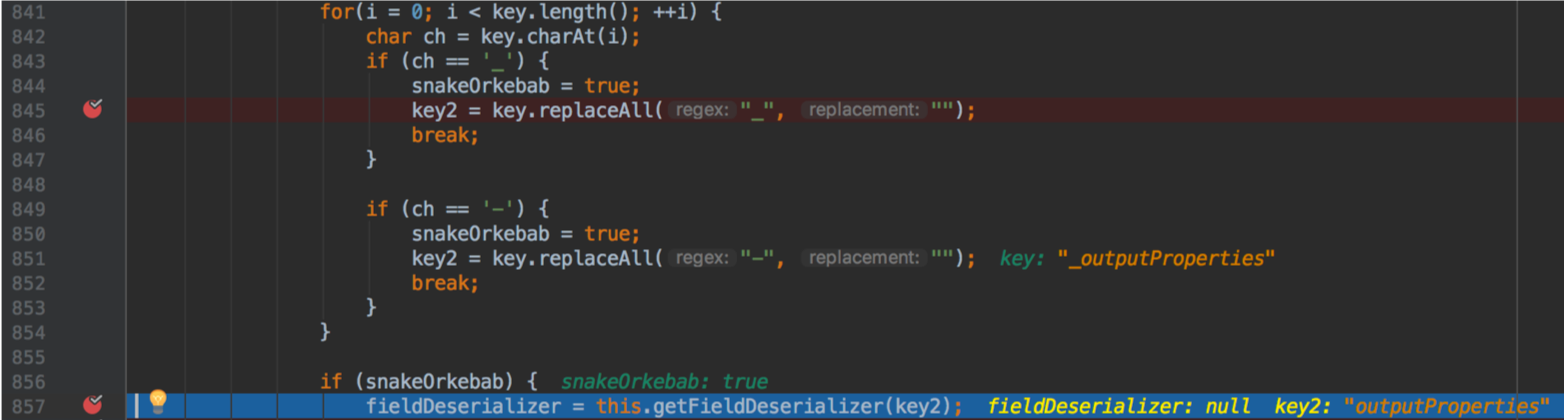 841 for(i = 0; i < key.length(); ++i) {
842 char ch = key.charAt(i);
843 if (ch == '_') {
844 snakeOrkebab = true;
845 key2 = key.replaceAll( regex: "_", replacement: "");
846 break;
847 }
848
849 if (ch == '-') {
850 snakeOrkebab = true;
851 key2 = key.replaceAll( regex: "-", replacement: ""); key: "_outputProperties"
852 break;
853 }
854 }
855
856 if (snakeOrkebab) { snakeOrkebab: true
857 fieldDeserializer = this.getFieldDeserializer(key2); fieldDeserializer: null key2: "outputProperties"